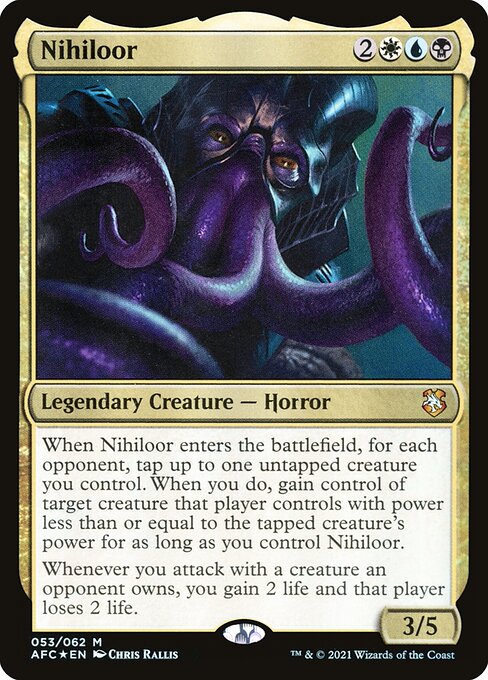 Nihiloor 2
Legendary Creature — Horror
When Nihiloor enters the battlefield, for each
opponent, tap up to one untapped creature
you control. When you do, gain control of
target creature that player controls with power
less than or equal to the tapped creature's
power for as long as you control Nihiloor.
Whenever you attack with a creature an
opponent owns, you gain 2 life and that player
loses 2 life.
3/5
053/062 M
AFC★EN Chris Rallis
™ & © 2021 Wizards of the Coast